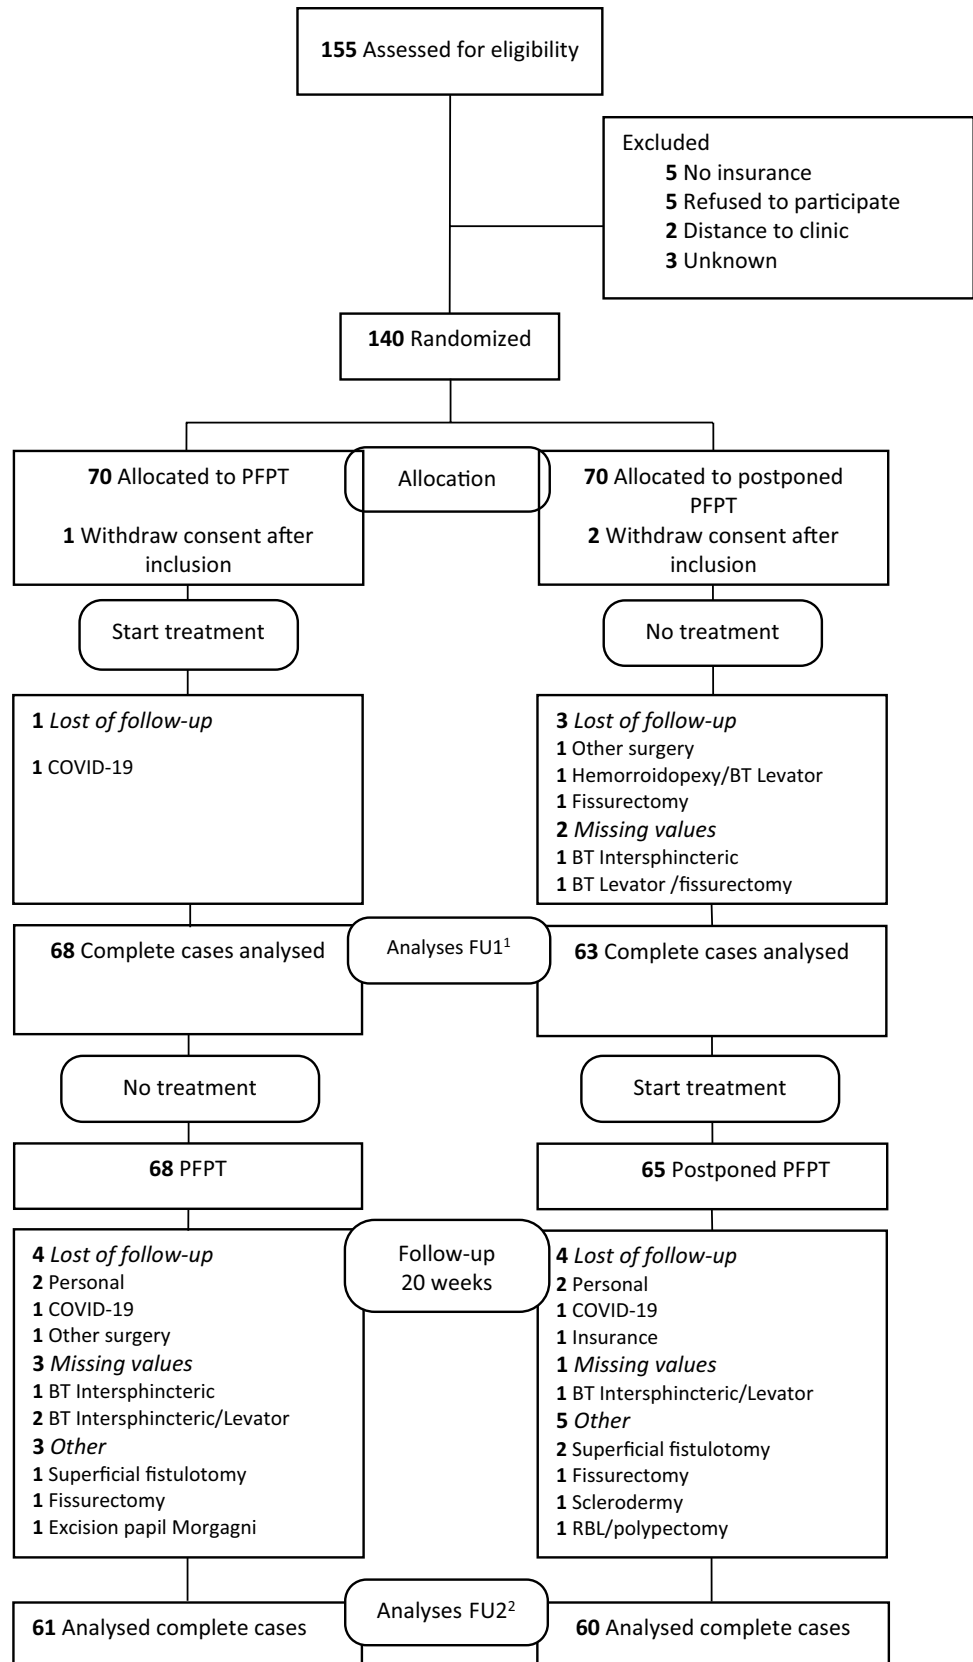 155 Assessed for eligibility
Excluded
5 No insurance
5 Refused to participate
2 Distance to clinic
3 Unknown
140 Randomized
70 Allocated to PFPT
1 Withdraw consent after
inclusion
Allocation
70 Allocated to postponed
PFPT
2 Withdraw consent after
inclusion
Start treatment
No treatment
1 Lost of follow-up
1 COVID-19
3 Lost of follow-up
1 Other surgery
1 Hemorroidopexy/BT Levator
1 Fissurectomy
2 Missing values
1 BT Intersphincteric
1 BT Levator /fissurectomy
68 Complete cases analysed
Analyses FU1¹
63 Complete cases analysed
No treatment
Start treatment
68 PFPT
65 Postponed PFPT
4 Lost of follow-up
2 Personal
1 COVID-19
1 Other surgery
3 Missing values
1 BT Intersphincteric
2 BT Intersphincteric/Levator
3 Other
1 Superficial fistulotomy
1 Fissurectomy
1 Excision papil Morgagni
Follow-up
20 weeks
4 Lost of follow-up
2 Personal
1 COVID-19
1 Insurance
1 Missing values
1 BT Intersphincteric/Levator
5 Other
2 Superficial fistulotomy
1 Fissurectomy
1 Sclerodermy
1 RBL/polypectomy
61 Analysed complete cases
Analyses FU2²
60 Analysed complete cases